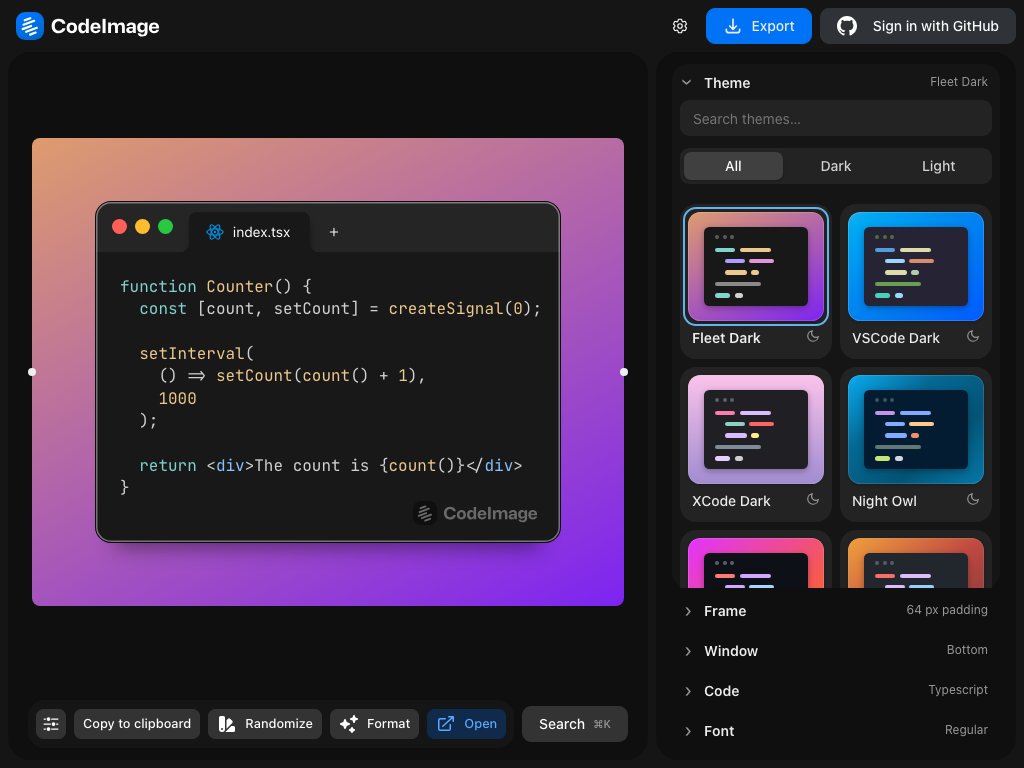 CodeImage
Export
Sign in with GitHub
index.tsx
+
function Counter() {
  const [count, setCount] = createSignal(0);
  setInterval(
    () => setCount(count() + 1),
    1000
  );
  return <div>The count is {count()}</div>
}
CodeImage
Copy to clipboard
Randomize
Format
Open
Search ⌘K
Theme
Fleet Dark
Search themes...
All
Dark
Light
Fleet Dark
VSCode Dark
XCode Dark
Night Owl
Frame
64 px padding
Window
Bottom
Code
Typescript
Font
Regular